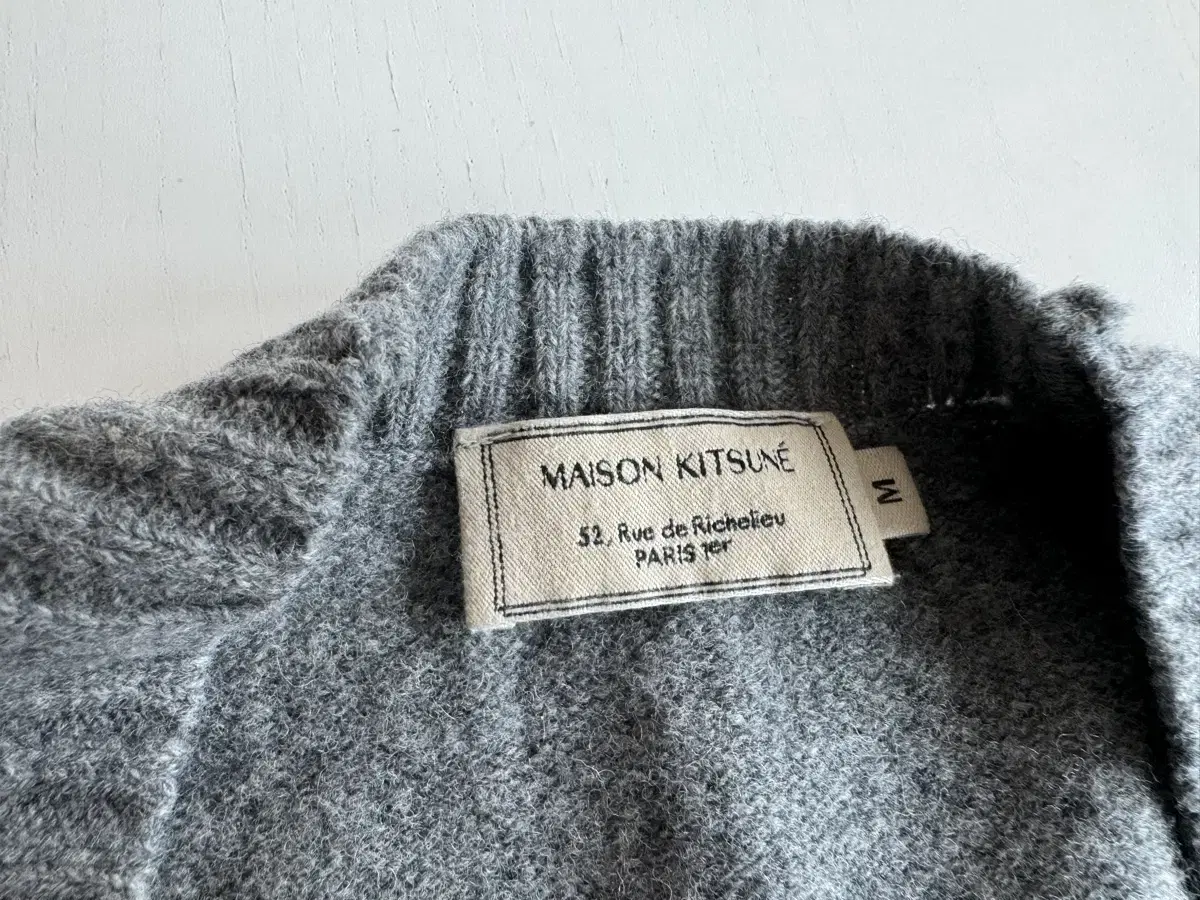 MAISON KITSUNÉ
52, Rue de Richelieu
PARIS 1er
M